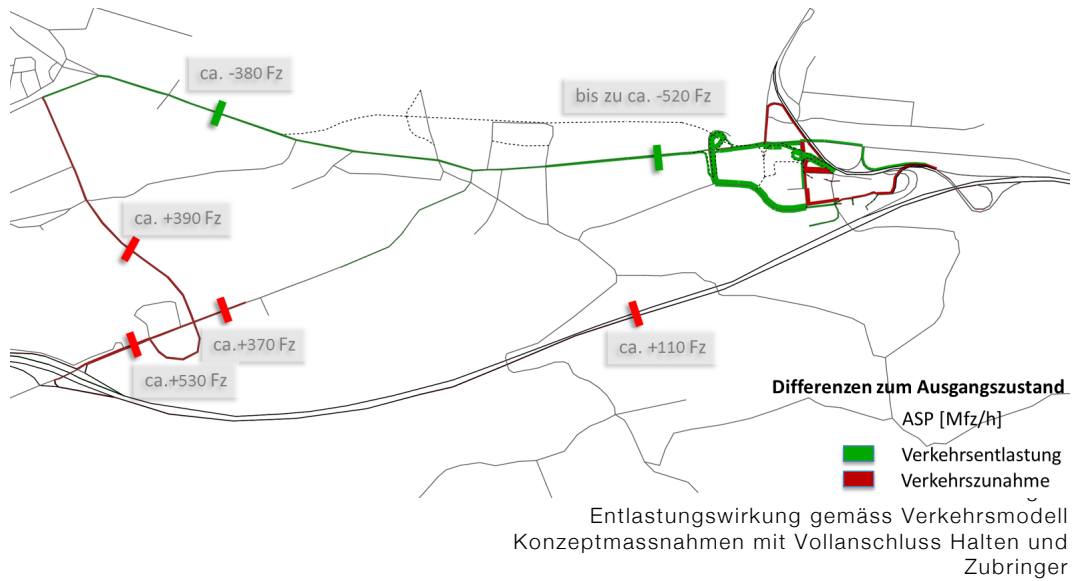 ca. -380 Fz
bis zu ca. -520 Fz
ca. +390 Fz
ca.+370 Fz
ca. +110 Fz
ca.+530 Fz
Differenzen zum Ausgangszustand
ASP [Mfz/h]
Verkehrsentlastung
Verkehrszunahme
Entlastungswirkung gemäss Verkehrsmodell
Konzeptmassnahmen mit Vollanschluss Halten und
Zubringer